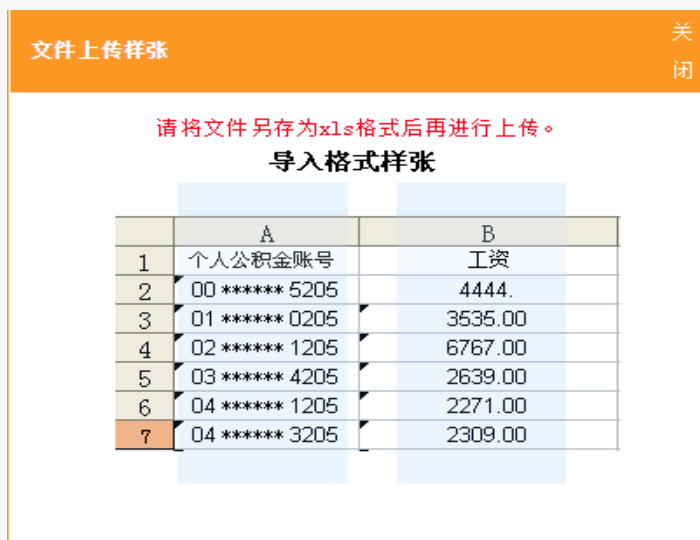 文件上传样张
关
闭
请将文件另存为xls格式后再进行上传。
导入格式样张
A B
1 个人公积金账号 工资
2 00 ****** 5205 4444.
3 01 ****** 0205 3535.00
4 02 ****** 1205 6767.00
5 03 ****** 4205 2639.00
6 04 ****** 1205 2271.00
7 04 ****** 3205 2309.00